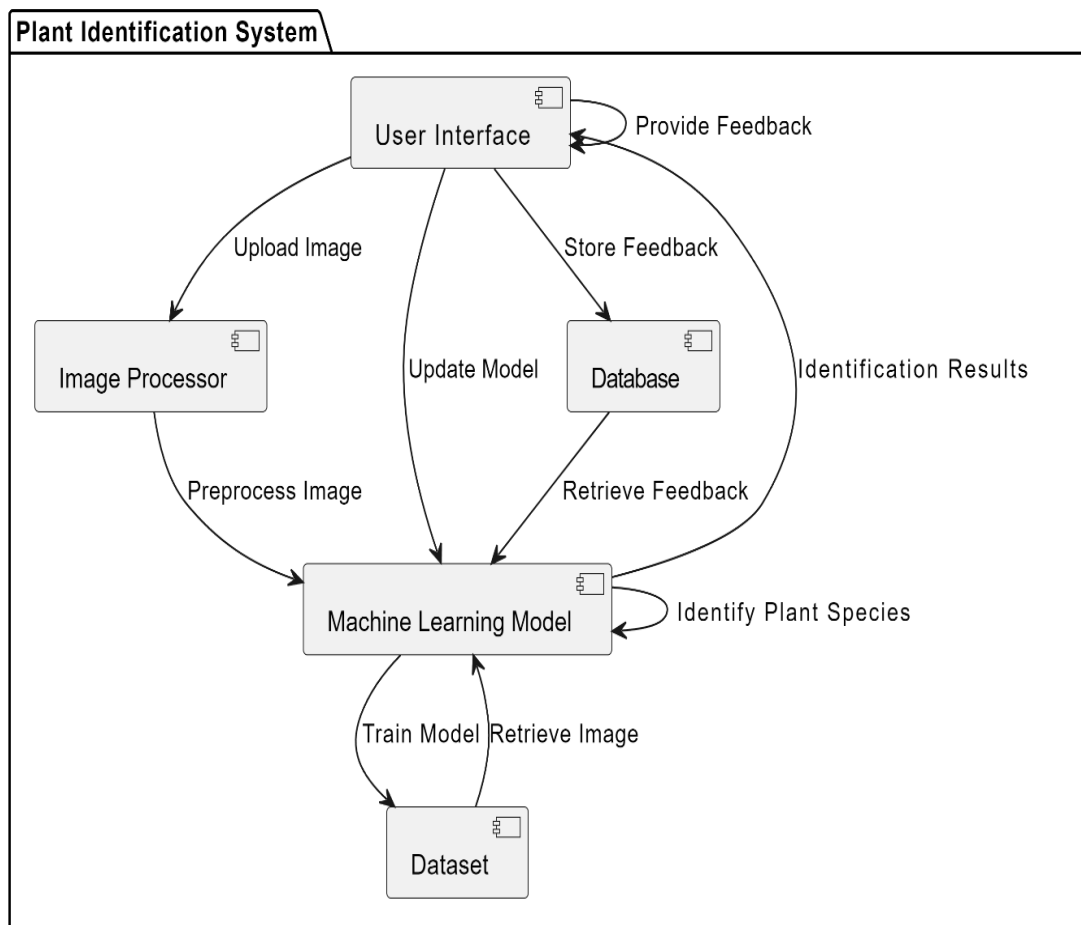 Plant Identification System
User Interface
Provide Feedback
Upload Image
Store Feedback
Image Processor
Update Model
Database
Identification Results
Preprocess Image
Retrieve Feedback
Machine Learning Model
Identify Plant Species
Train Model
Retrieve Image
Dataset